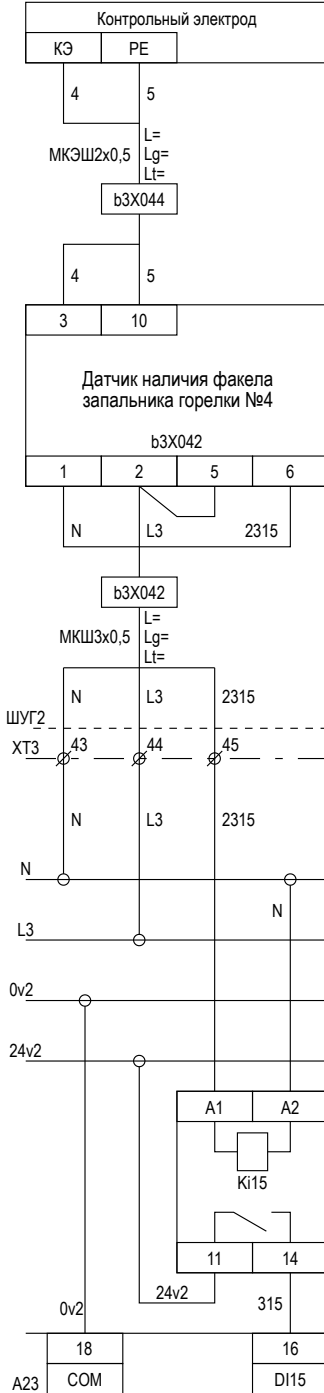 Контрольный электрод
КЭ PE
4 5
МКЭШ2х0,5
L=
Lg=
Lt=
b3X044
4 5
3 10
Датчик наличия факела
запальника горелки №4
b3X042
1 2 5 6
N L3 2315
b3X042
МКШ3х0,5
L=
Lg=
Lt=
N L3 2315
ШУГ2
XT3 43 44 45
N L3 2315
N
N
L3
0v2
24v2
A1 A2
Ki15
11 14
24v2
0v2 315
18 16
A23 COM DI15